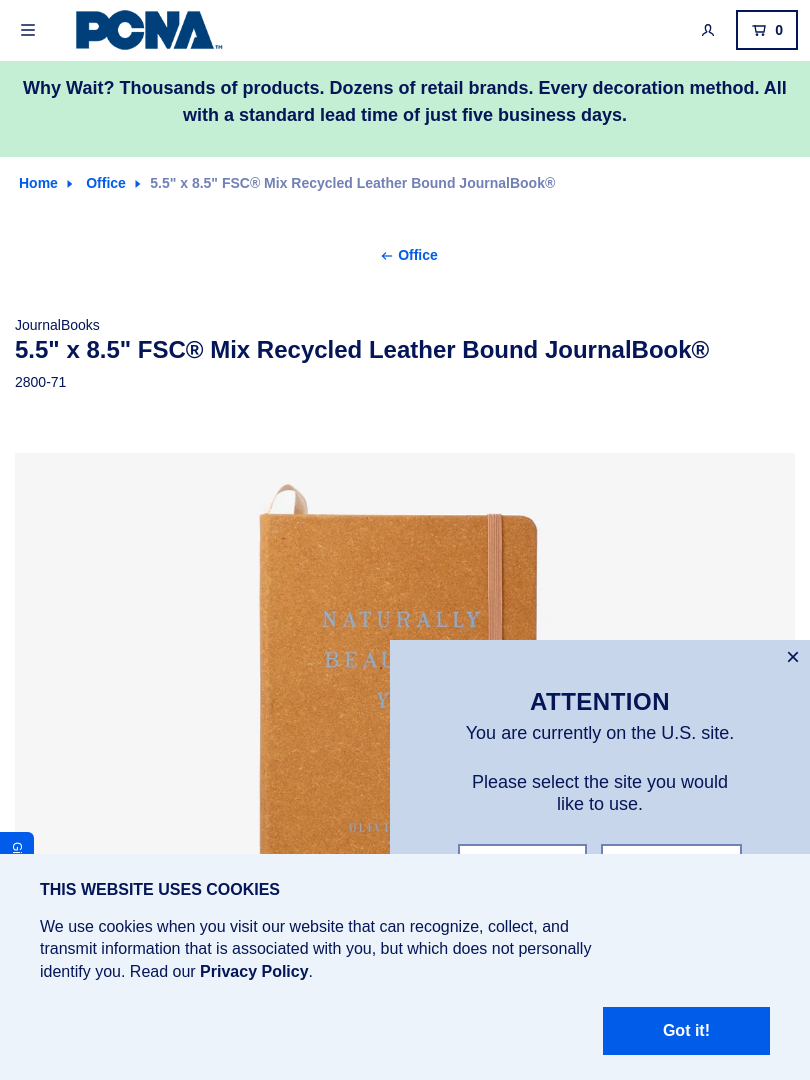 PCNA™
0
Why Wait? Thousands of products. Dozens of retail brands. Every decoration method. All
with a standard lead time of just five business days.
Home
Office
5.5" x 8.5" FSC® Mix Recycled Leather Bound JournalBook®
Office
JournalBooks
5.5" x 8.5" FSC® Mix Recycled Leather Bound JournalBook®
2800-71
NATURALLY
ATTENTION
You are currently on the U.S. site.
Please select the site you would
like to use.
THIS WEBSITE USES COOKIES
We use cookies when you visit our website that can recognize, collect, and
transmit information that is associated with you, but which does not personally
identify you. Read our Privacy Policy.
Got it!